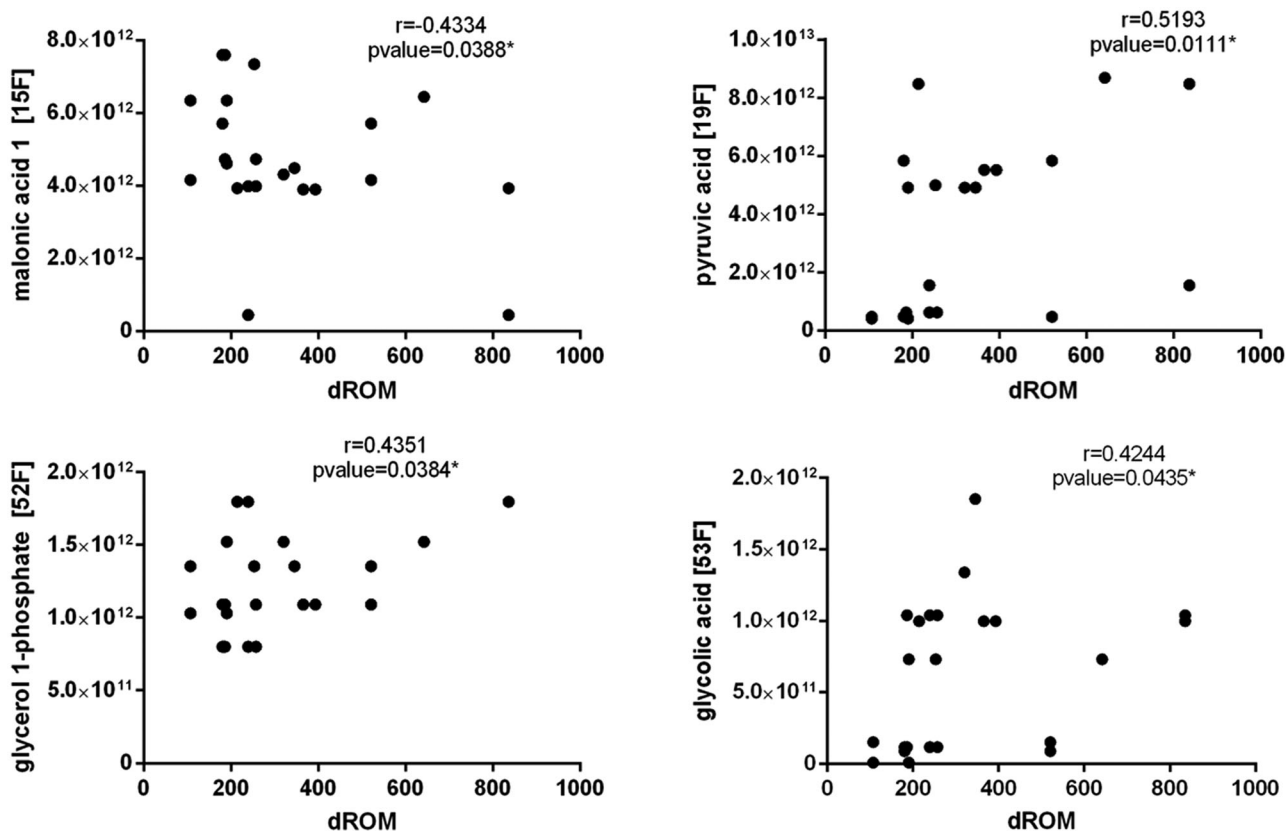 r=-0.4334
pvalue=0.0388*
8.0×10¹²
6.0×10¹²
4.0×10¹²
2.0×10¹²
0
malonic acid 1 [15F]
0 200 400 600 800 1000
dROM
r=0.5193
pvalue=0.0111*
1.0×10¹³
8.0×10¹²
6.0×10¹²
4.0×10¹²
2.0×10¹²
0
pyruvic acid [19F]
0 200 400 600 800 1000
dROM
r=0.4351
pvalue=0.0384*
2.0×10¹²
1.5×10¹²
1.0×10¹²
5.0×10¹¹
0
glycerol 1-phosphate [52F]
0 200 400 600 800 1000
dROM
r=0.4244
pvalue=0.0435*
2.0×10¹²
1.5×10¹²
1.0×10¹²
5.0×10¹¹
0
glycolic acid [53F]
0 200 400 600 800 1000
dROM